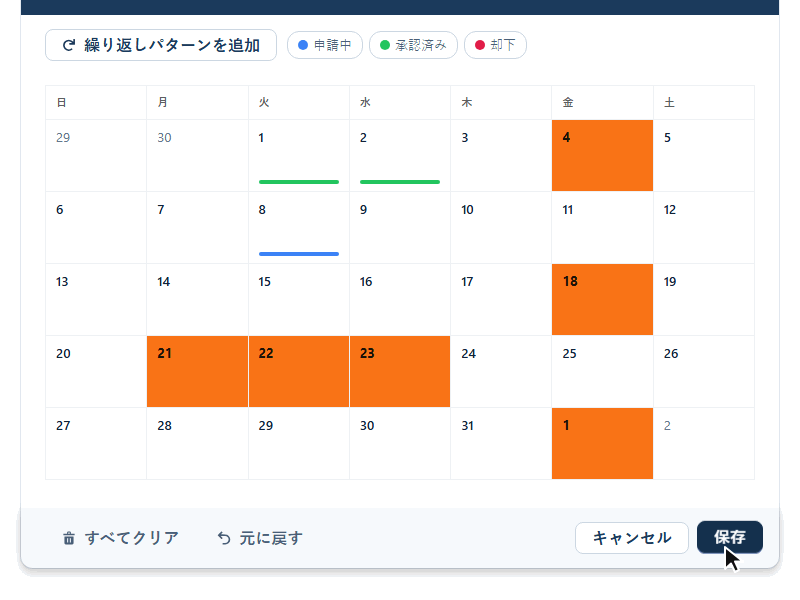 繰り返しパターンを追加 申請中 承認済み 却下
日 月 火 水 木 金 土
29 30 1 2 3 4 5
6 7 8 9 10 11 12
13 14 15 16 17 18 19
20 21 22 23 24 25 26
27 28 29 30 31 1 2
すべてクリア 元に戻す キャンセル 保存